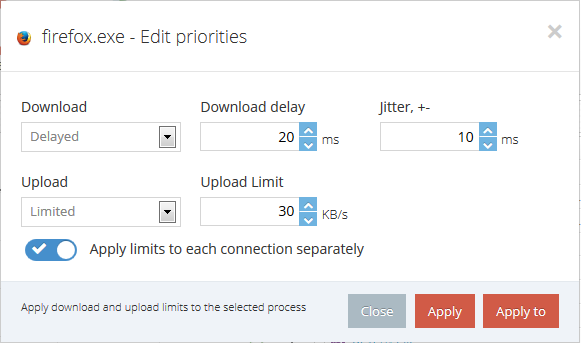 firefox.exe - Edit priorities
Download Download delay Jitter, +-
Delayed 20 ms 10 ms
Upload Upload Limit
Limited 30 KB/s
Apply limits to each connection separately
Apply download and upload limits to the selected process Close Apply Apply to